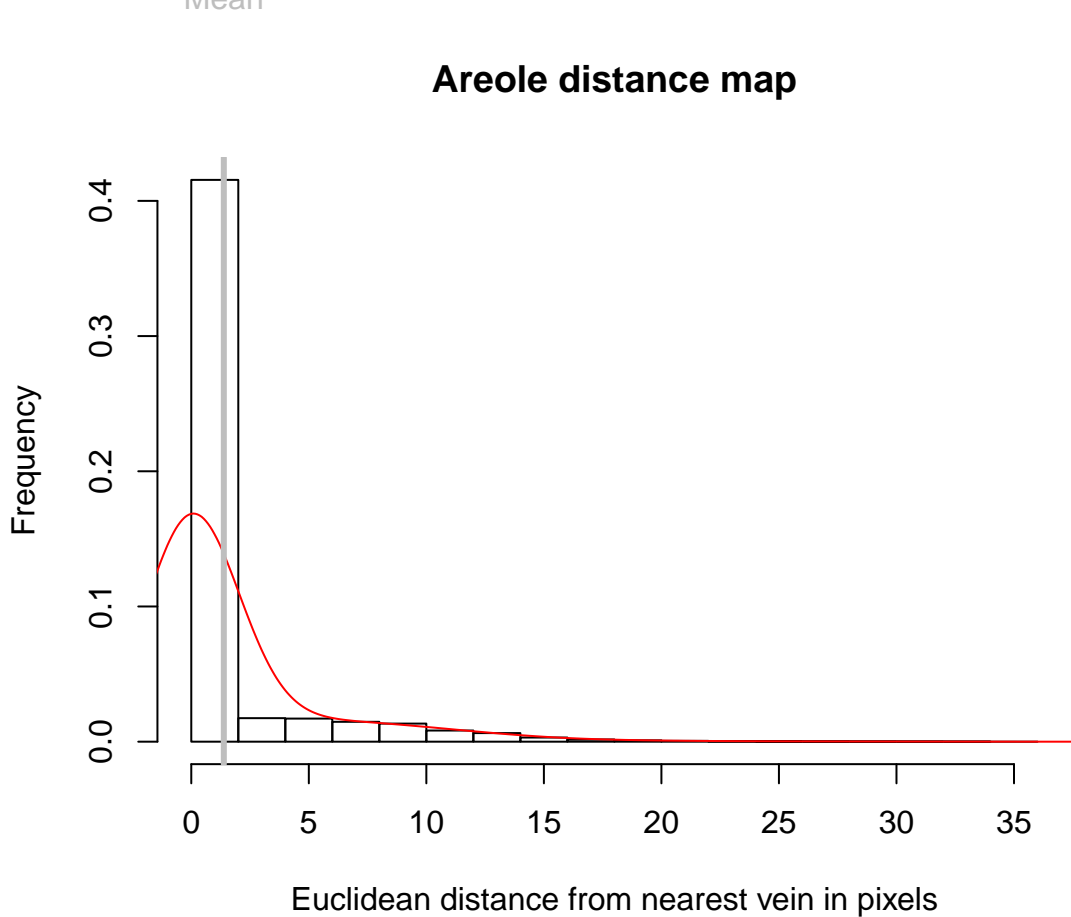 Mean
Areole distance map
Frequency
0.4
0.3
0.2
0.1
0.0
0 5 10 15 20 25 30 35
Euclidean distance from nearest vein in pixels